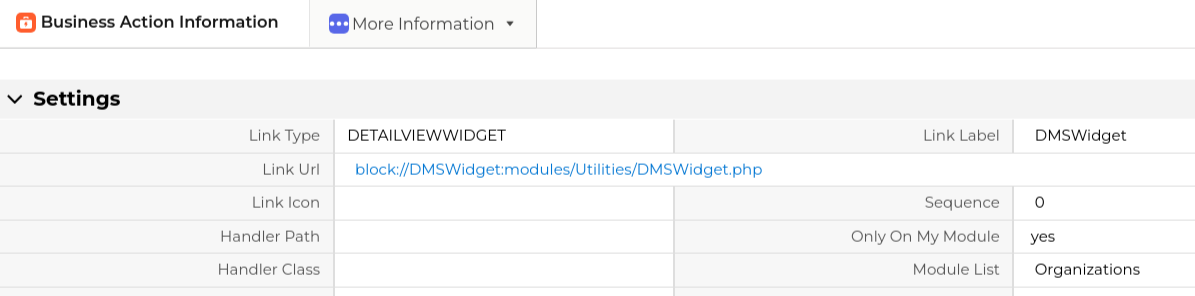 Business Action Information More Information
Settings
Link Type DETAILVIEWWIDGET Link Label DMSWidget
Link Url block://DMSWidget:modules/Utilities/DMSWidget.php
Link Icon Sequence 0
Handler Path Only On My Module yes
Handler Class Module List Organizations